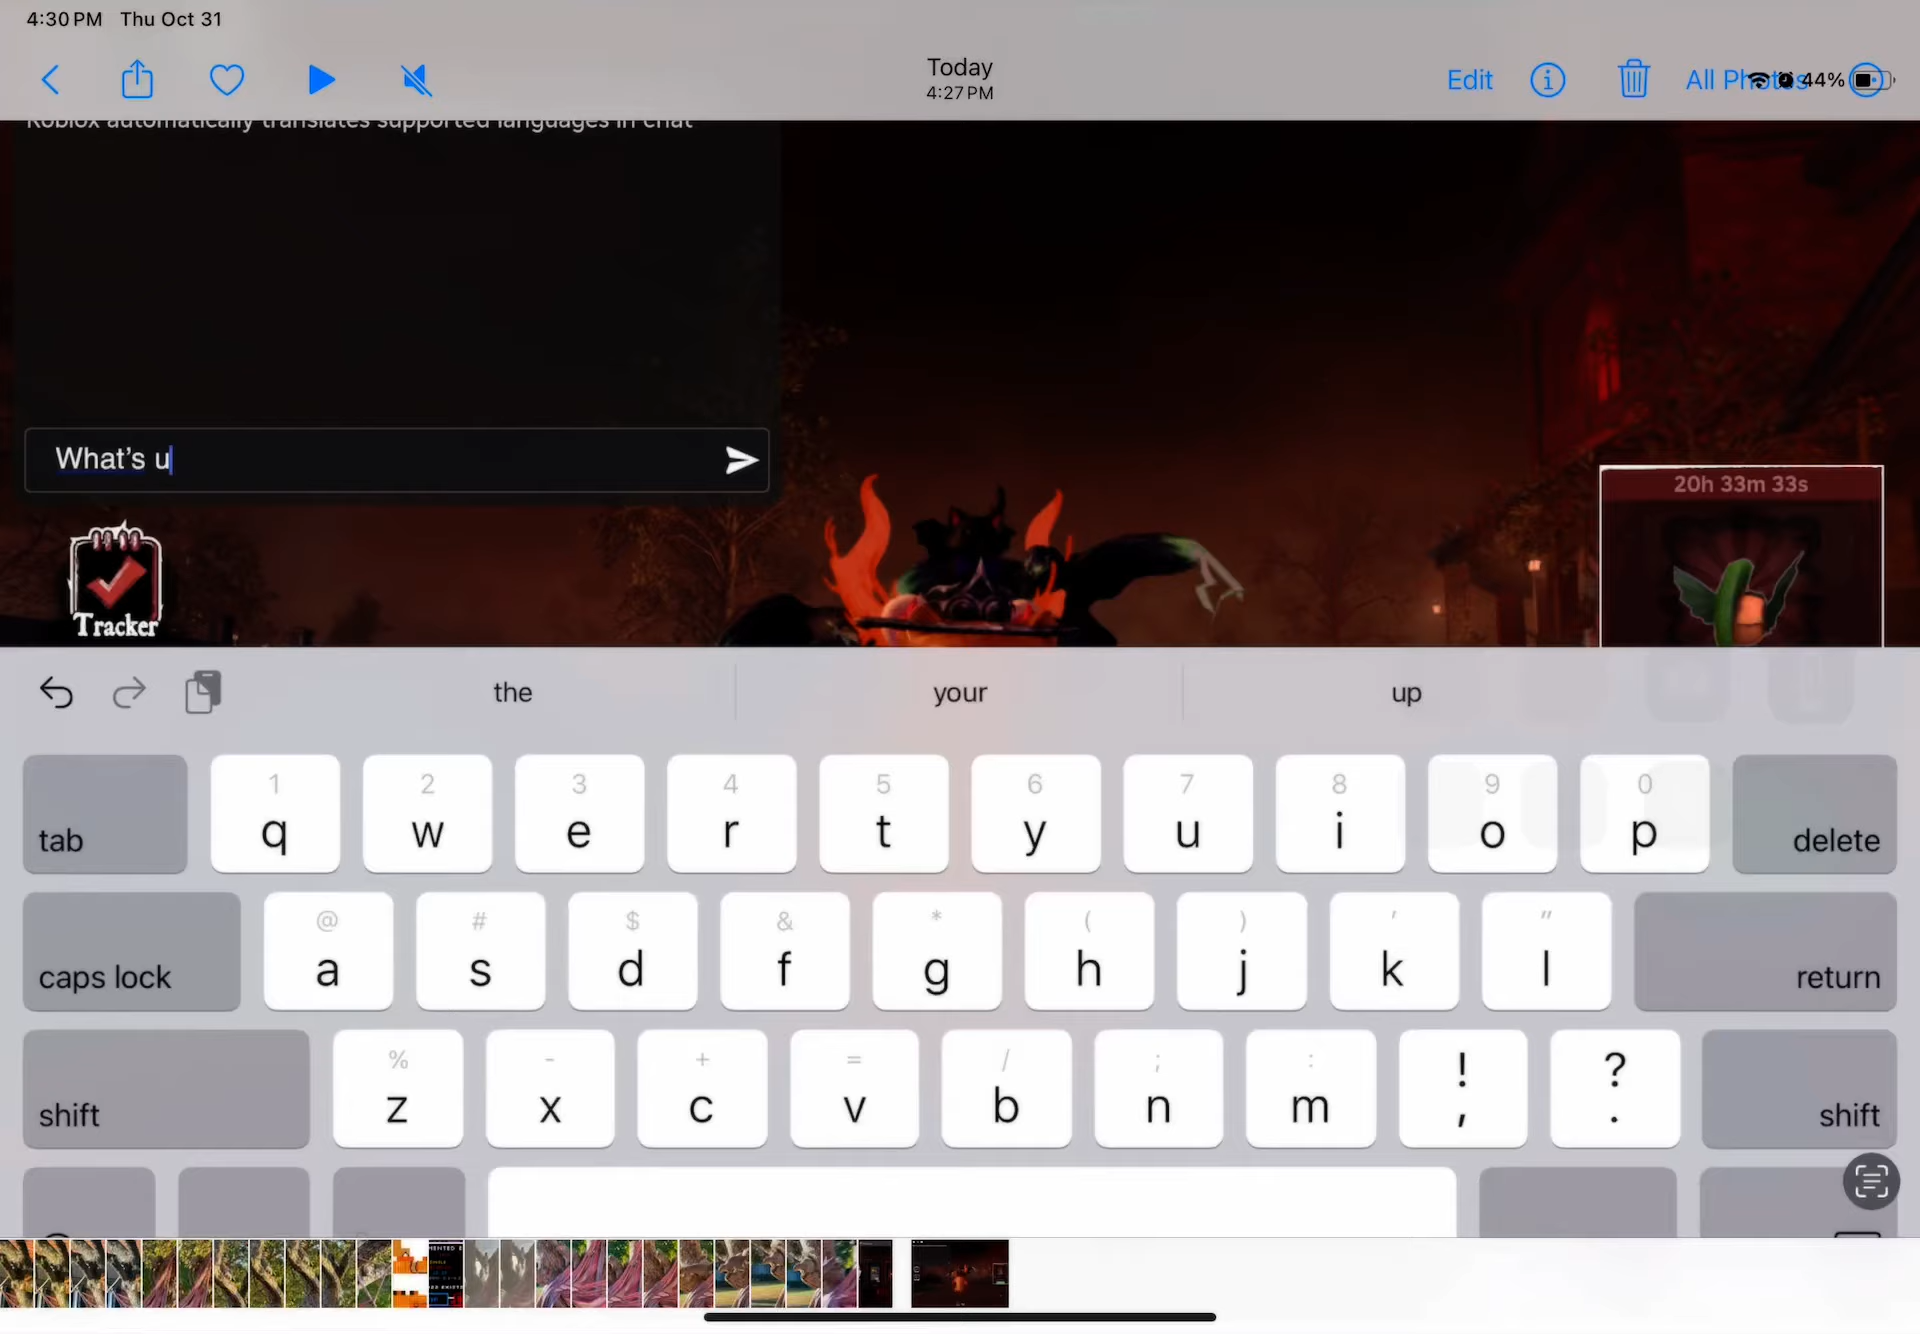 4:30 PM Thu Oct 31
Today
4:27 PM
Edit
All Photos
44%
Roblox automatically translates supported languages in chat
What's u
20h 33m 33s
Tracker
the your up
1 2 3 4 5 6 7 8 9 0
tab q w e r t y u i o p delete
@ # $ & * ( ) ' "
caps lock a s d f g h j k l return
% - + = / ; : ! ?
shift z x c v b n m , . shift